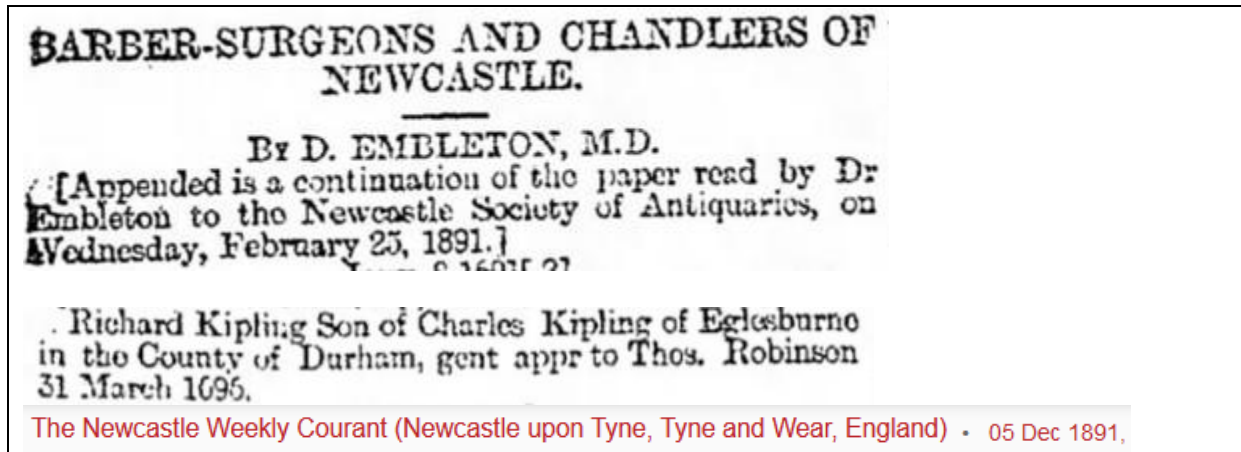 BARBER-SURGEONS AND CHANDLERS OF
NEWCASTLE.
By D. EMBLETON, M.D.
[Appended is a continuation of the paper read by Dr
Embleton to the Newcastle Society of Antiquaries, on
Wednesday, February 25, 1891.]
Richard Kipling Son of Charles Kipling of Eglesburne
in the County of Durham, gent appr to Thos. Robinson
31 March 1696.
The Newcastle Weekly Courant (Newcastle upon Tyne, Tyne and Wear, England) • 05 Dec 1891,